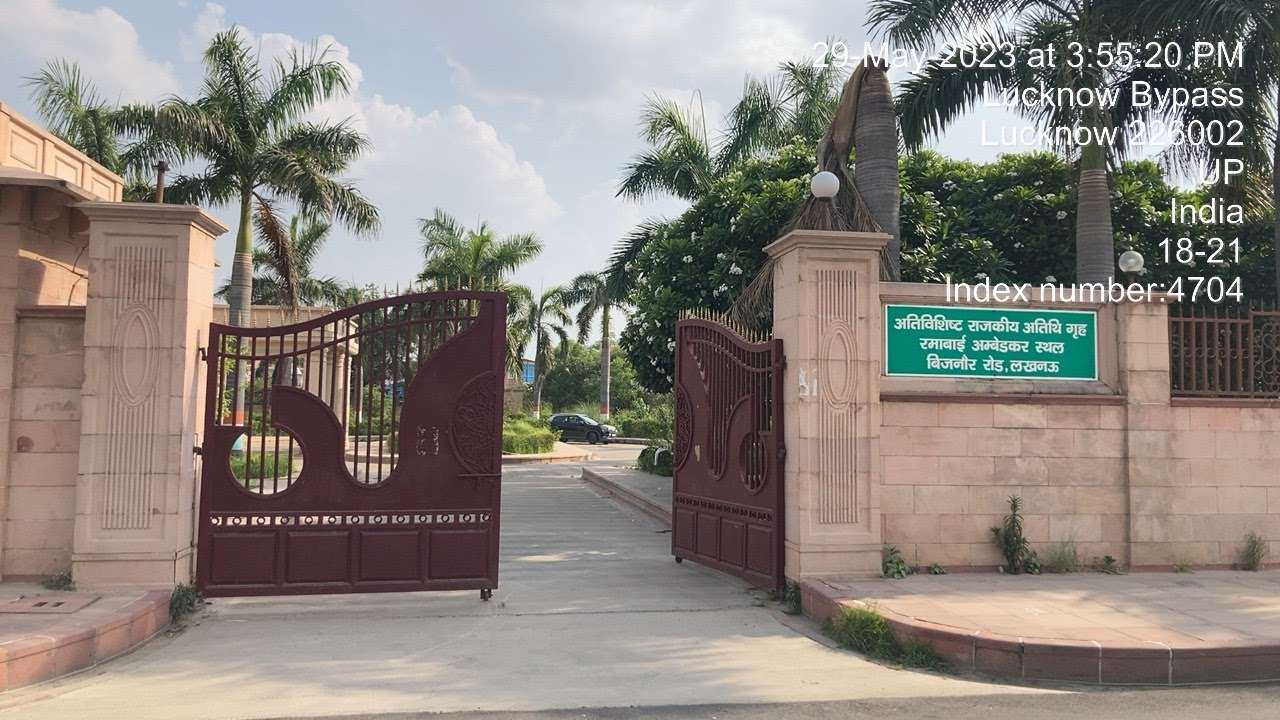 29-May-2023 at 3:55:20 PM
Lucknow Bypass
Lucknow 226002
UP
India
18-21
Index number:4704
अतिविशिष्ट राजकीय अतिथि गृह
रमाबाई अम्बेडकर स्थल
बिजनौर रोड़,लखनऊ